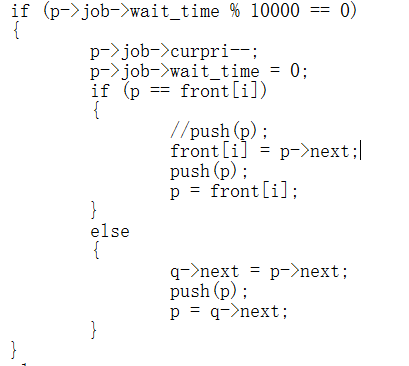 if (p->job->wait_time % 10000 == 0)
{
        p->job->curpri--;
        p->job->wait_time = 0;
        if (p == front[i])
        {
                //push(p);
                front[i] = p->next;
                push(p);
                p = front[i];
        }
        else
        {
                q->next = p->next;
                push(p);
                p = q->next;
        }
}